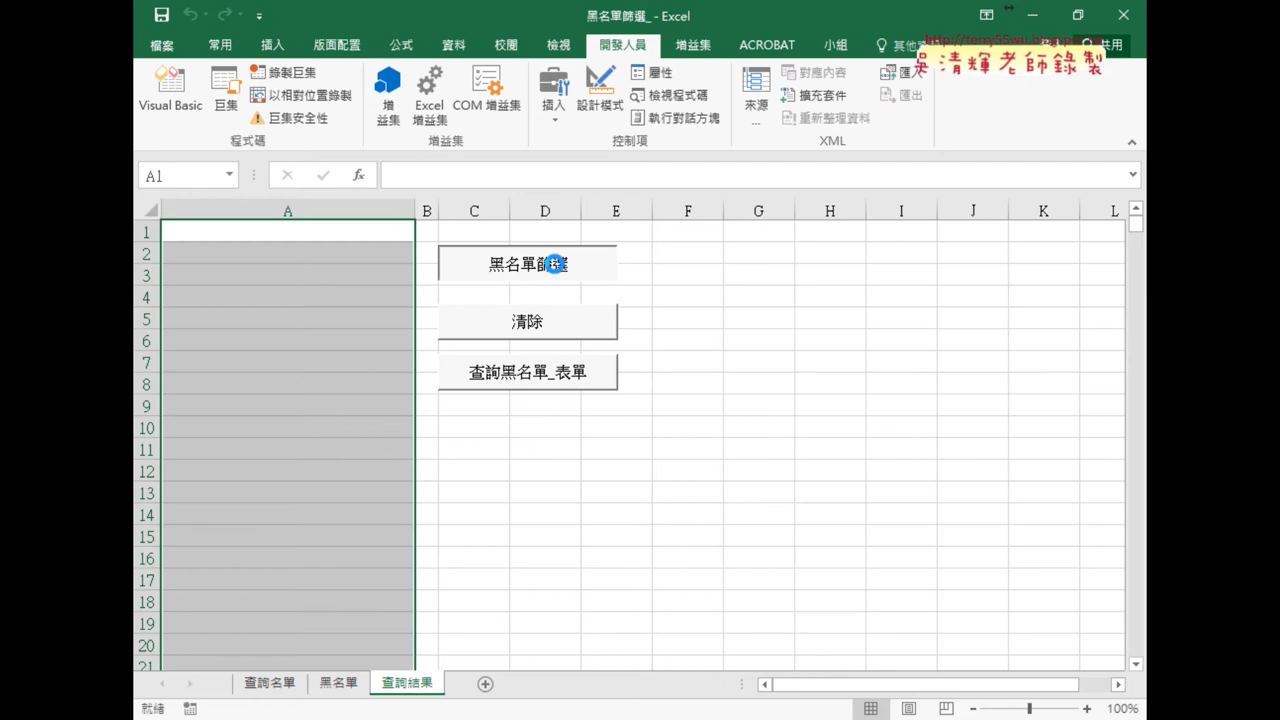 黑名單篩選_ - Excel
檔案 常用 插入 版面配置 公式 資料 校閱 檢視 開發人員 增益集 ACROBAT 小組 共用
吳清輝老師錄製
Visual Basic 巨集 錄製巨集 以相對位置錄製 巨集安全性
增益集 Excel 增益集 COM 增益集
插入 設計模式 屬性 檢視程式碼 執行對話方塊
來源 ... 對應內容 擴充套件 重新整理資料 匯出
程式碼 增益集 控制項 XML
A1 fx
A B C D E F G H I J K L
1
2
3
4
5
6
7
8
9
10
11
12
13
14
15
16
17
18
19
20
21
黑名單篩選
清除
查詢黑名單_表單
查詢名單 黑名單 查詢結果
就緒 100%